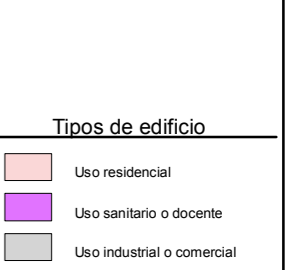 Tipos de edificio
Uso residencial
Uso sanitario o docente
Uso industrial o comercial